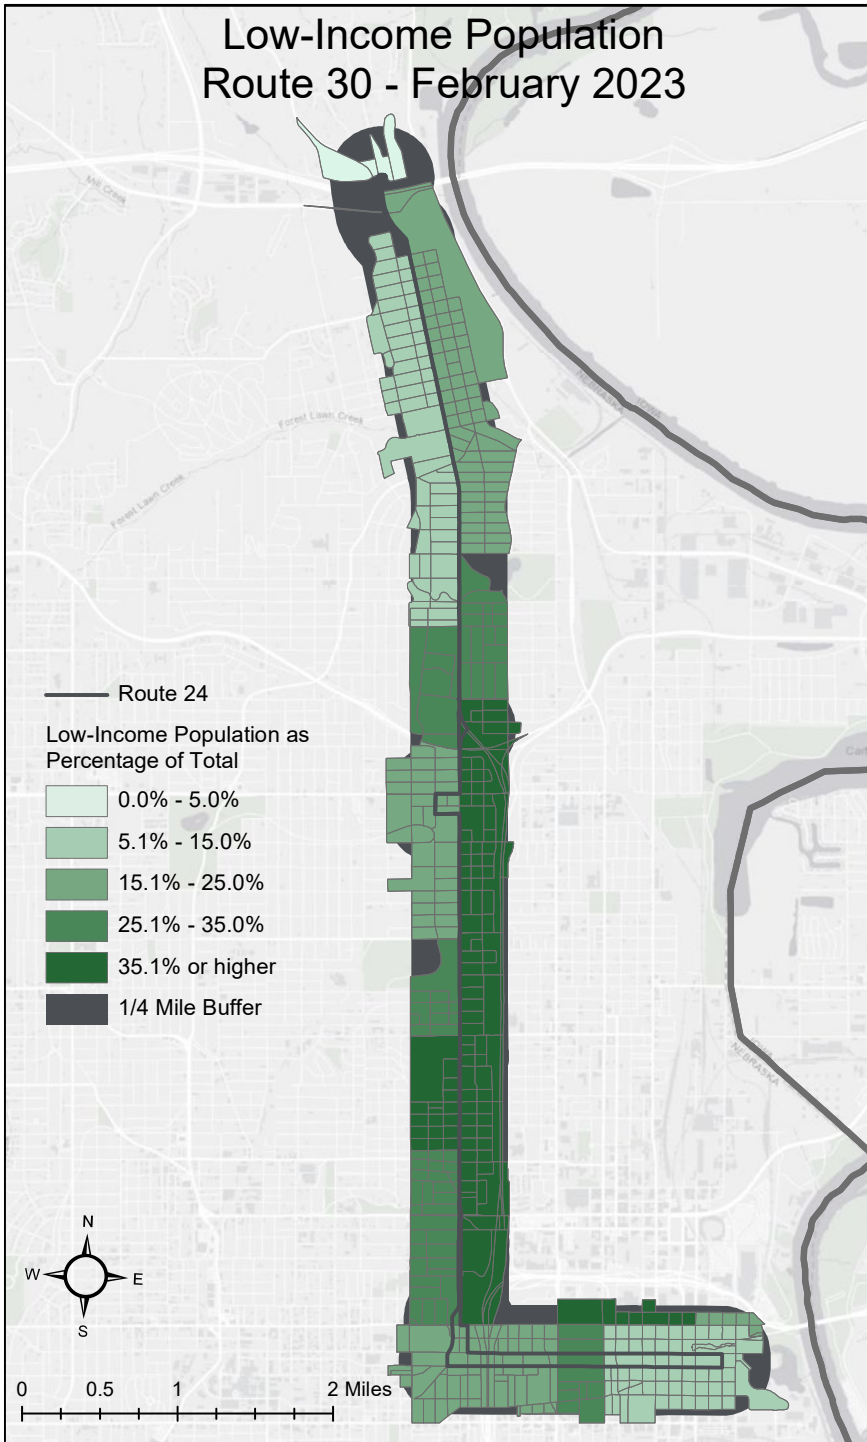 Low-Income Population
Route 30 - February 2023
Mill Creek
Forest Lawn Creek
Forest Lawn Creek
IOWA
NEBRASKA
Route 24
Low-Income Population as
Percentage of Total
0.0% - 5.0%
5.1% - 15.0%
15.1% - 25.0%
25.1% - 35.0%
35.1% or higher
1/4 Mile Buffer
IOWA
NEBRASKA
N
W
E
S
0 0.5 1 2 Miles